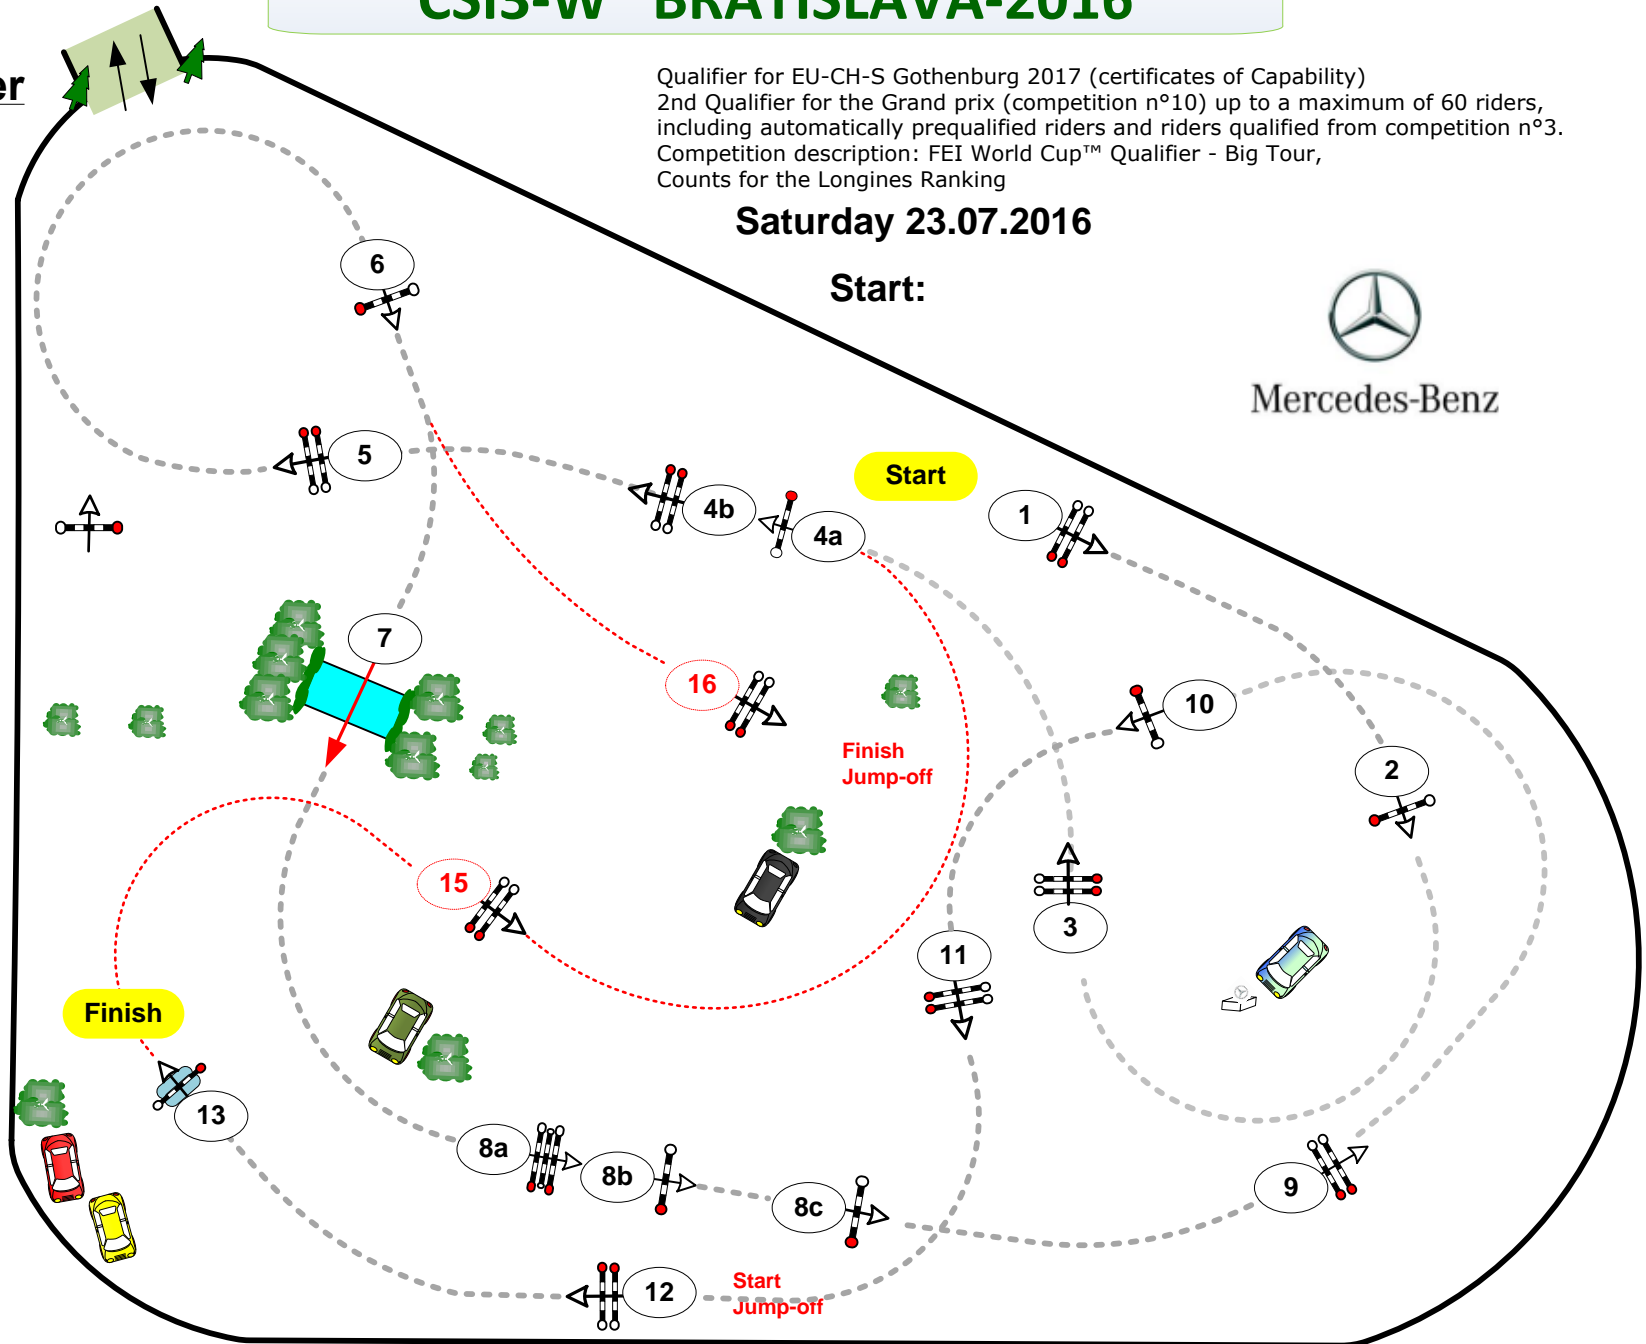 CSI3-W BRATISLAVA-2016
er
Qualifier for EU-CH-S Gothenburg 2017 (certificates of Capability)
2nd Qualifier for the Grand prix (competition n°10) up to a maximum of 60 riders,
including automatically prequalified riders and riders qualified from competition n°3.
Competition description: FEI World Cup™ Qualifier - Big Tour,
Counts for the Longines Ranking
Saturday 23.07.2016
Start:
Mercedes-Benz
6
5
4b
4a
Start
1
7
16
10
Finish
Jump-off
2
15
3
11
Finish
13
8a
8b
8c
9
12
Start
Jump-off